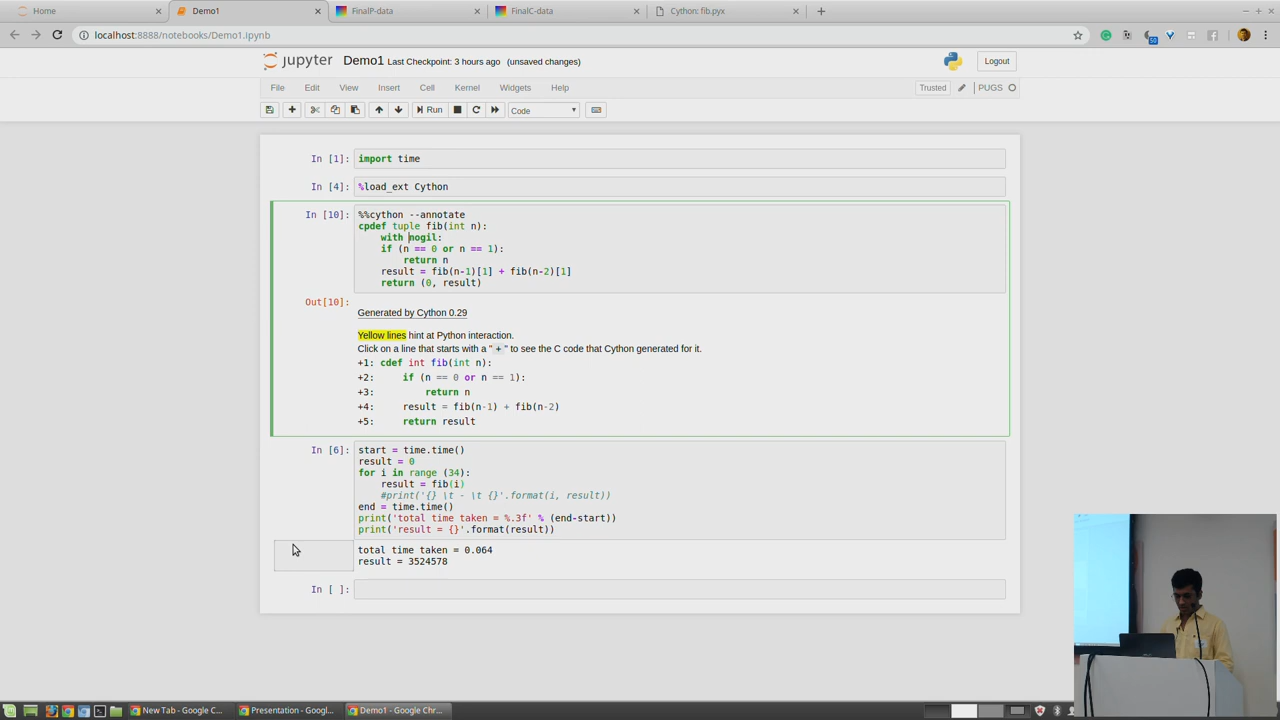 Home
Demo1
FinalP-data
FinalC-data
Cython: fib.pyx
localhost:8888/notebooks/Demo1.ipynb
50
jupyter Demo1 Last Checkpoint: 3 hours ago (unsaved changes)
Logout
File Edit View Insert Cell Kernel Widgets Help
Trusted
PUGS
Run
Code
In [1]: import time
In [4]: %load_ext Cython
In [10]: %%cython --annotate
cpdef tuple fib(int n):
    with nogil:
    if (n == 0 or n == 1):
        return n
    result = fib(n-1)[1] + fib(n-2)[1]
    return (0, result)
Out[10]:
Generated by Cython 0.29
Yellow lines hint at Python interaction.
Click on a line that starts with a "+" to see the C code that Cython generated for it.
+1: cdef int fib(int n):
+2:     if (n == 0 or n == 1):
+3:         return n
+4:     result = fib(n-1) + fib(n-2)
+5:     return result
In [6]: start = time.time()
result = 0
for i in range (34):
    result = fib(i)
    #print('{} \t - \t {}'.format(i, result))
end = time.time()
print('total time taken = %.3f' % (end-start))
print('result = {}'.format(result))
total time taken = 0.064
result = 3524578
In [ ]:
New Tab - Google C...
Presentation - Googl...
Demo1 - Google Chr...